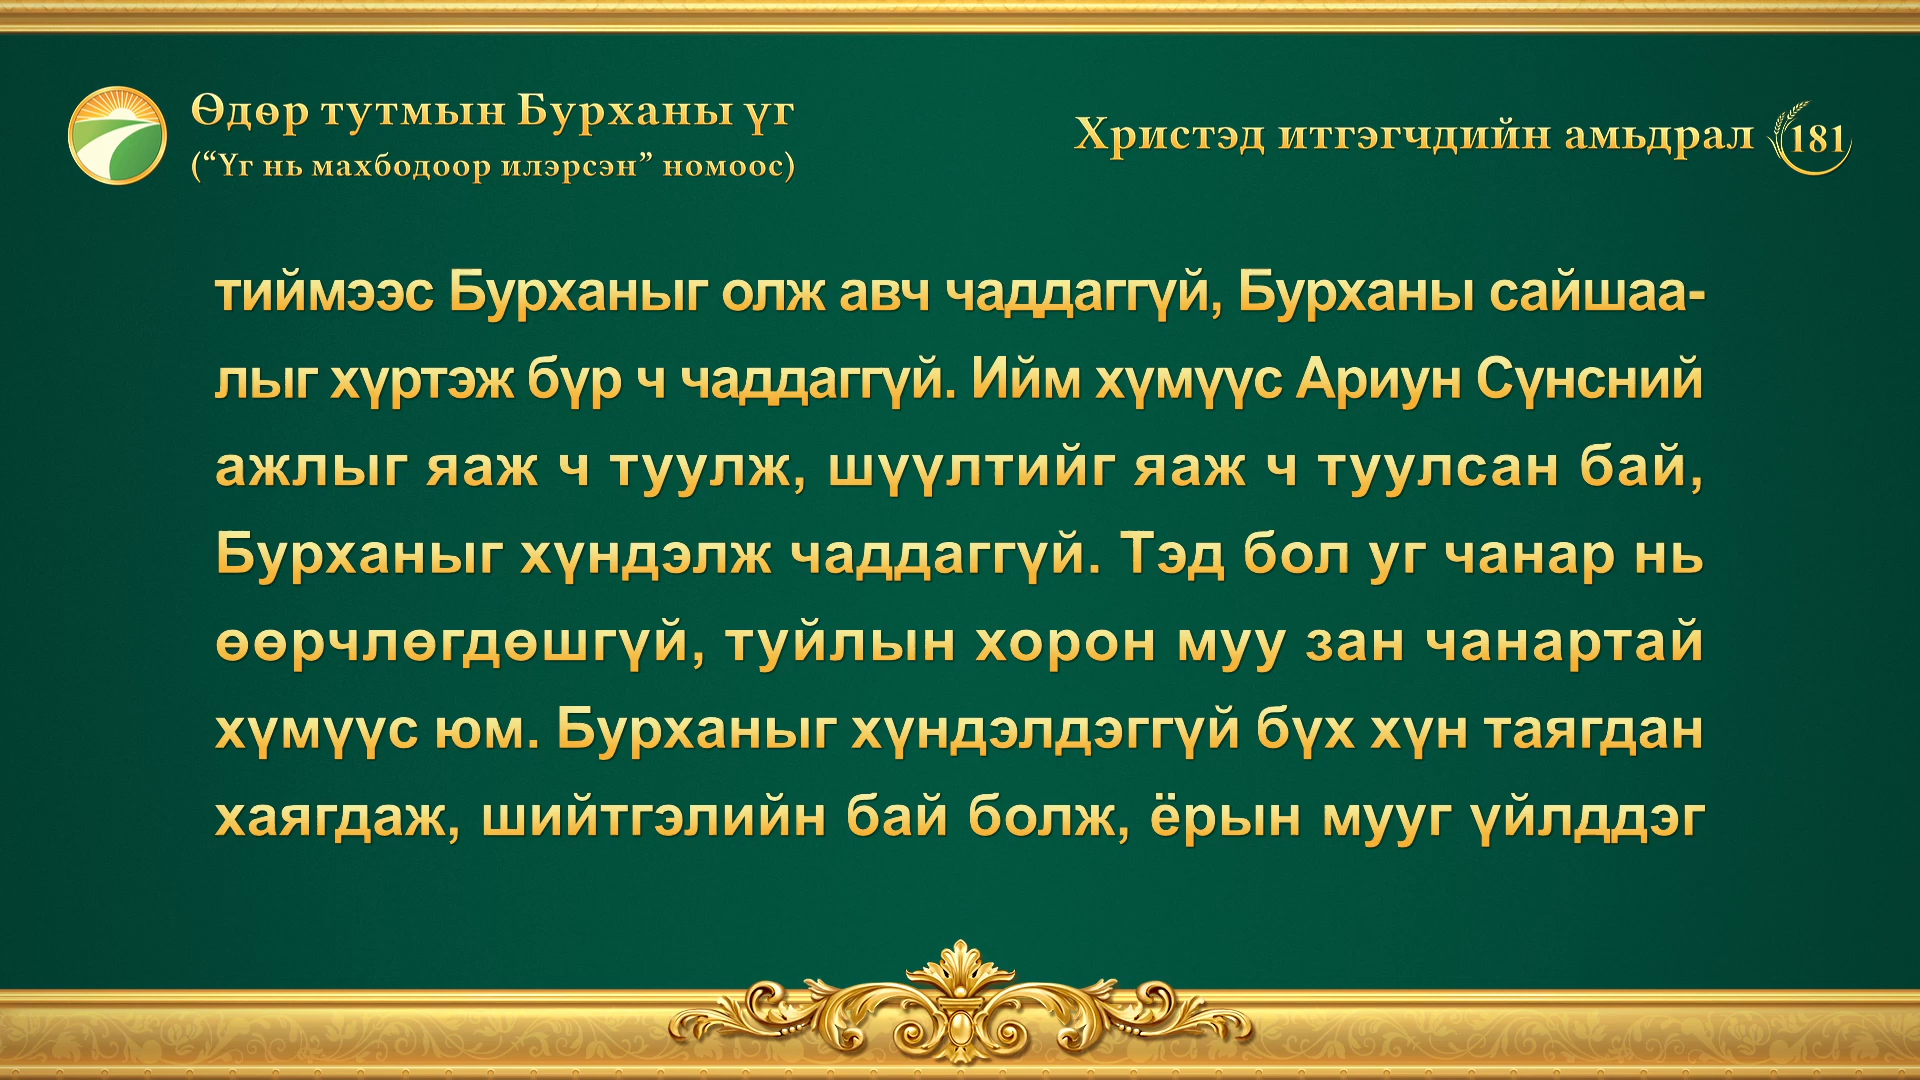 Өдөр тутмын Бурханы үг
(“Үг нь махбодоор илэрсэн” номоос)
Христэд итгэгчдийн амьдрал 181
тиймээс Бурханыг олж авч чаддаггүй, Бурханы сайшаа-
лыг хүртэж бүр ч чаддаггүй. Ийм хүмүүс Ариун Сүнсний
ажлыг яаж ч туулж, шүүлтийг яаж ч туулсан бай,
Бурханыг хүндэлж чаддаггүй. Тэд бол уг чанар нь
өөрчлөгдөшгүй, туйлын хорон муу зан чанартай
хүмүүс юм. Бурханыг хүндэлдэггүй бүх хүн таягдан
хаягдаж, шийтгэлийн бай болж, ёрын мууг үйлддэг